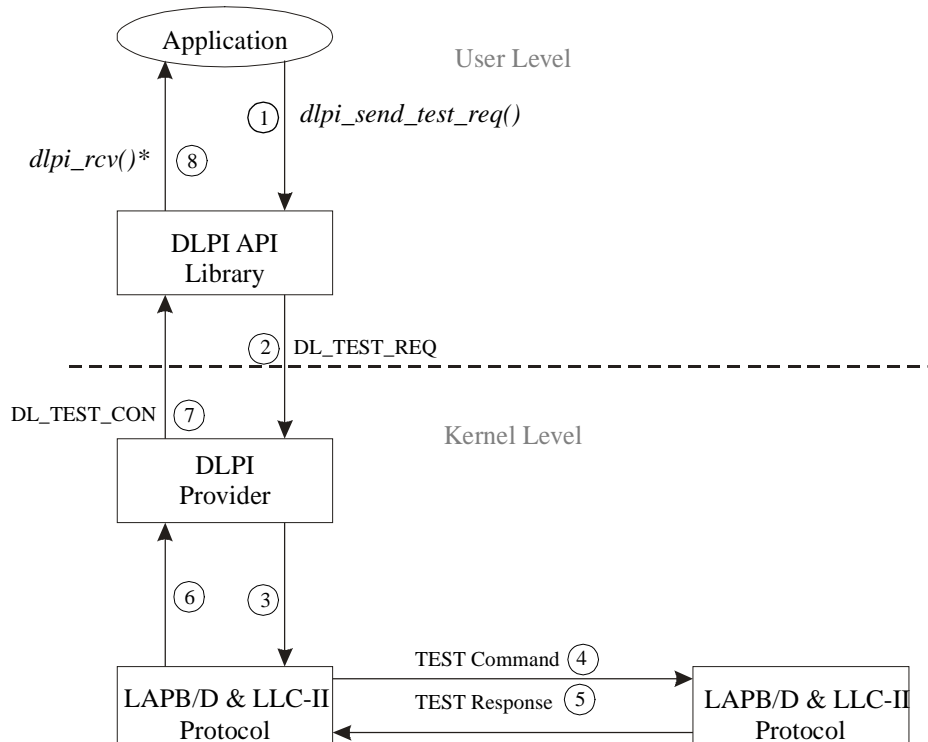 Application
User Level
1
dlpi_send_test_req()
dlpi_rcv()*
8
DLPI API
Library
2
DL_TEST_REQ
DL_TEST_CON
7
Kernel Level
DLPI
Provider
6
3
TEST Command
4
TEST Response
5
LAPB/D & LLC-II
Protocol
LAPB/D & LLC-II
Protocol